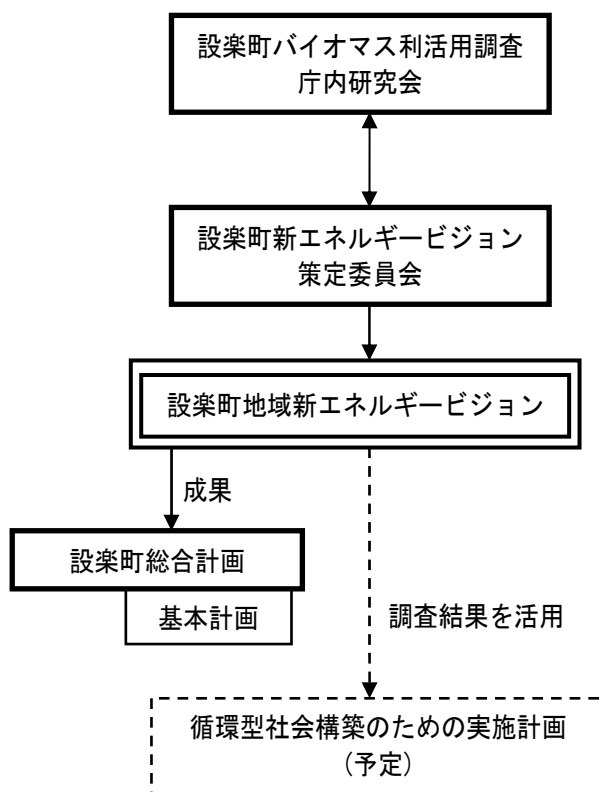 設楽町バイオマス利活用調査
庁内研究会
設楽町新エネルギービジョン
策定委員会
設楽町地域新エネルギービジョン
成果
設楽町総合計画
基本計画
調査結果を活用
循環型社会構築のための実施計画
(予定)